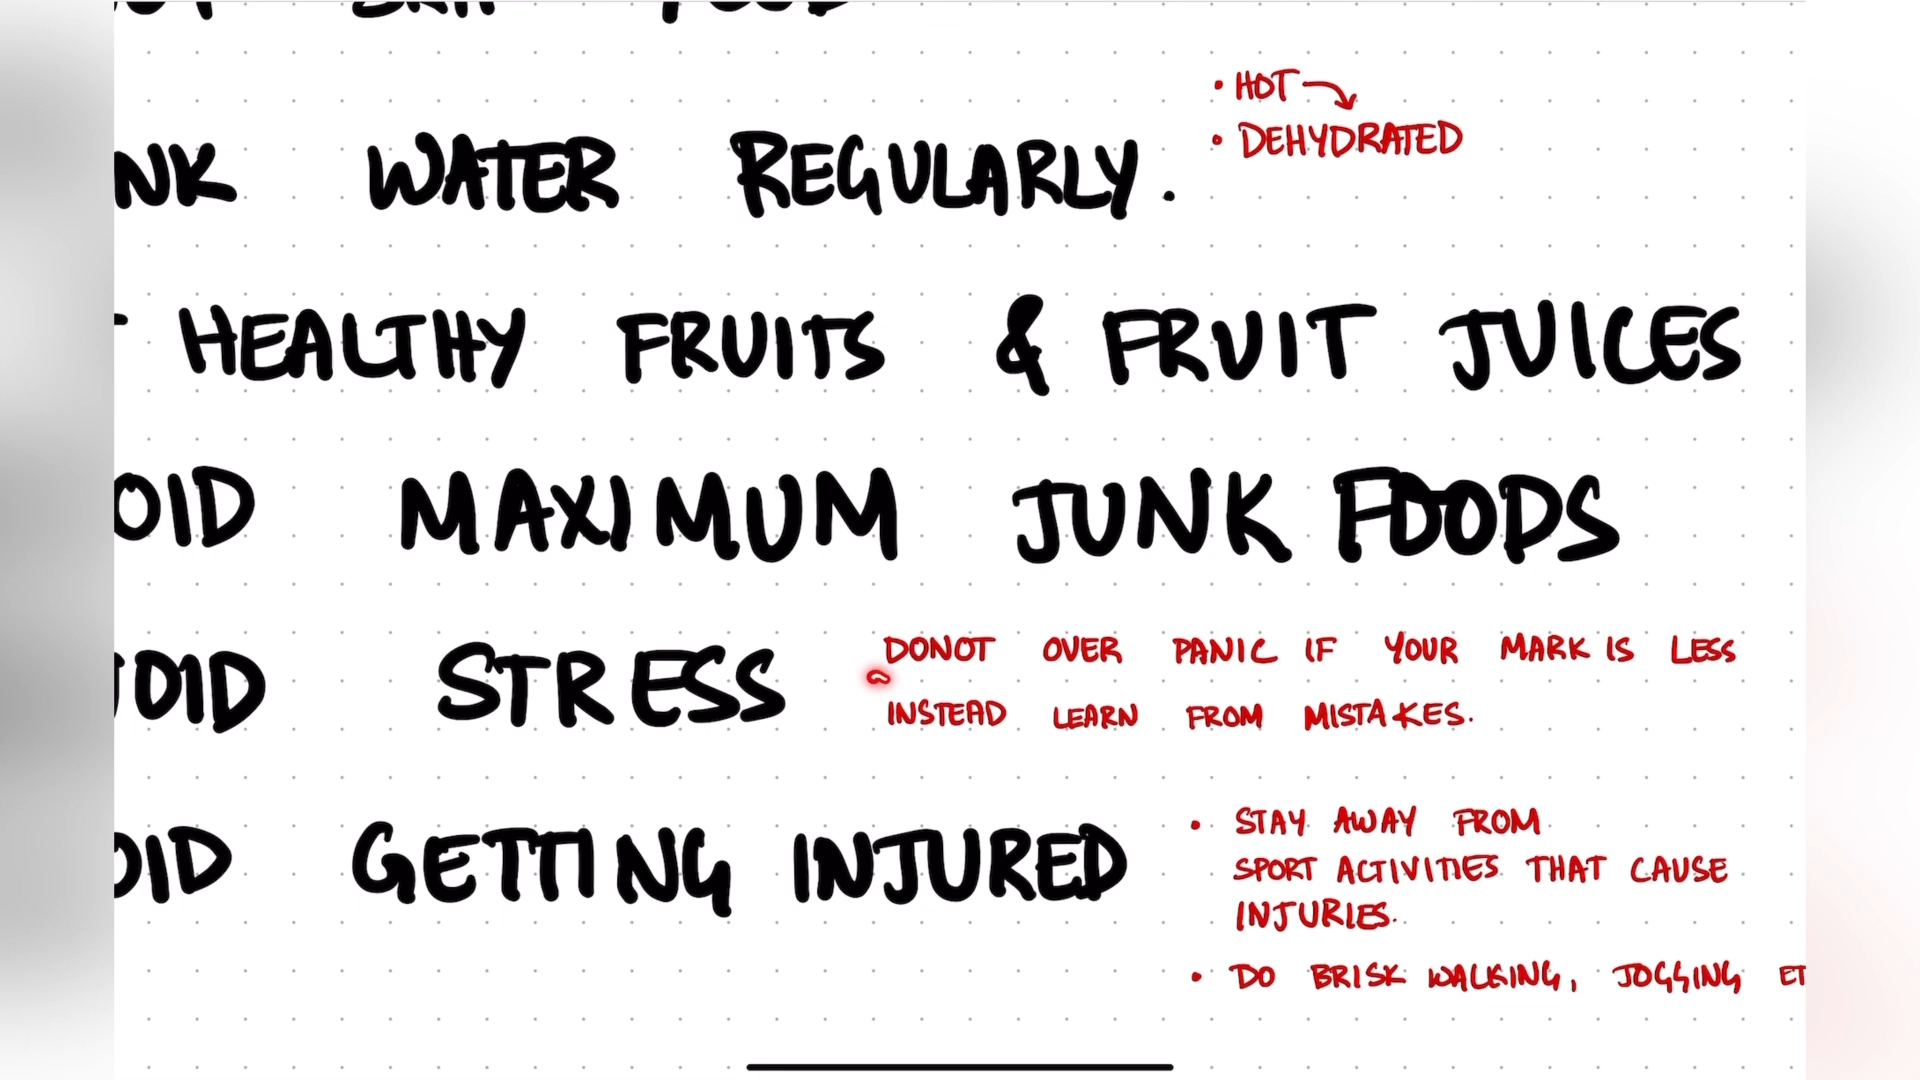 • HOT
• DEHYDRATED
NK WATER REGULARLY.
HEALTHY FRUITS & FRUIT JUICES
OID MAXIMUM JUNK FOODS
OID STRESS
DONOT OVER PANIC IF YOUR MARK IS LESS
INSTEAD LEARN FROM MISTAKES.
OID GETTING INJURED
• STAY AWAY FROM
SPORT ACTIVITIES THAT CAUSE
INJURIES.
• DO BRISK WALKING, JOGGING ET